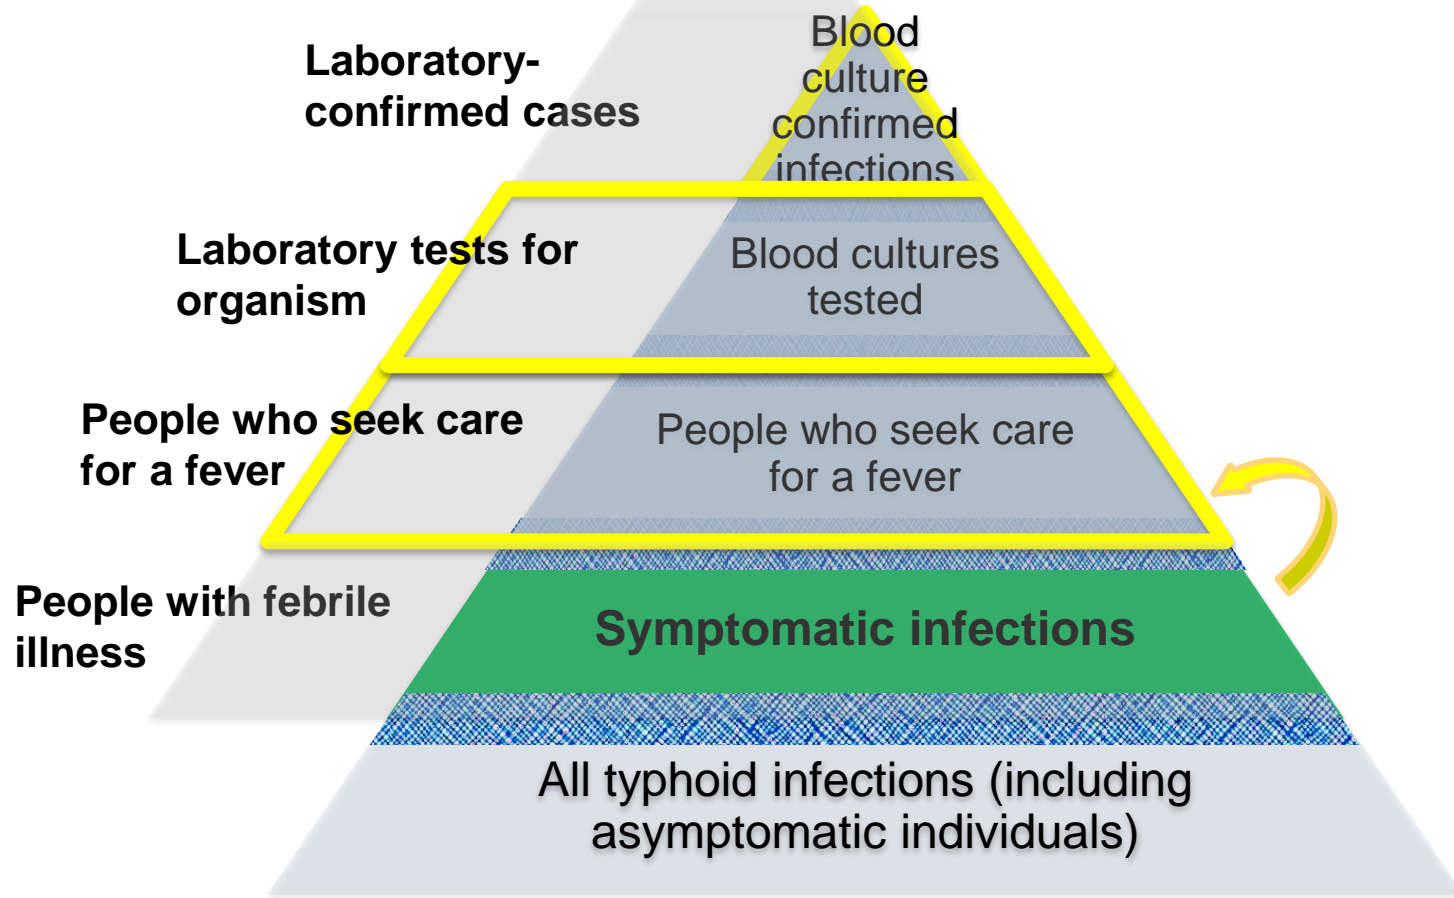 Laboratory-
confirmed cases
Blood
culture
confirmed
infections
Laboratory tests for
organism
Blood cultures
tested
People who seek care
for a fever
People who seek care
for a fever
People with febrile
illness
Symptomatic infections
All typhoid infections (including
asymptomatic individuals)